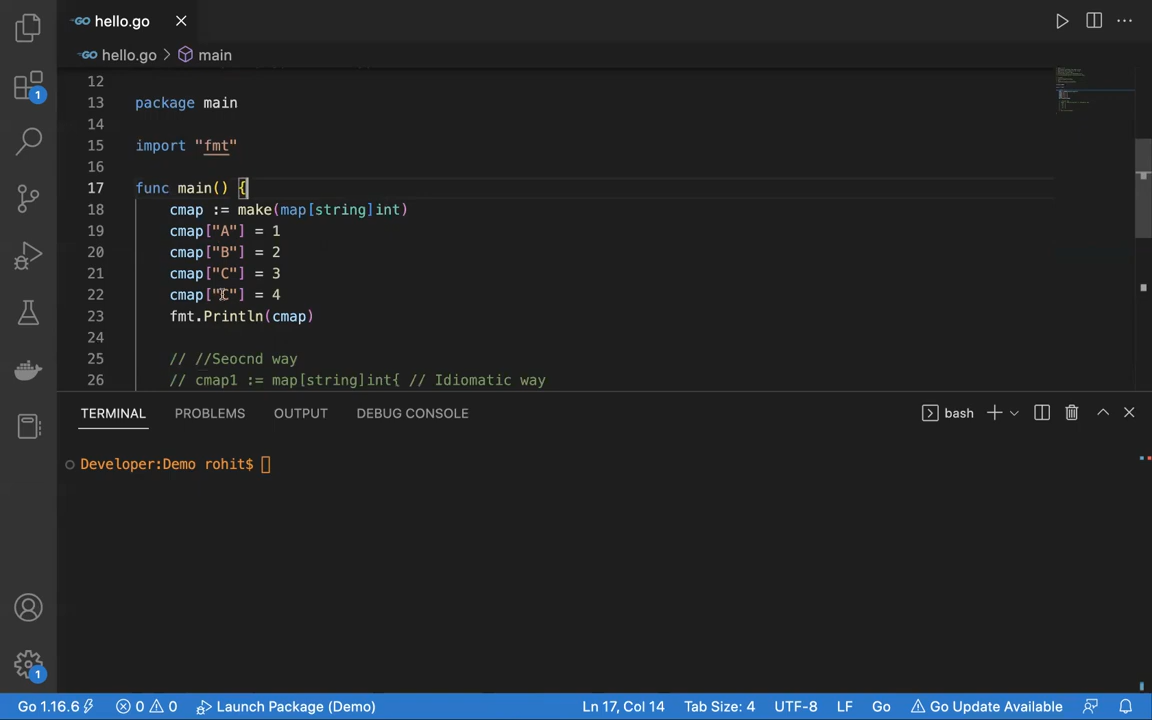 hello.go
hello.go > main
12
13 package main
14
15 import "fmt"
16
17 func main() {
18 cmap := make(map[string]int)
19 cmap["A"] = 1
20 cmap["B"] = 2
21 cmap["C"] = 3
22 cmap["C"] = 4
23 fmt.Println(cmap)
24
25 // //Seocnd way
26 // cmap1 := map[string]int{ // Idiomatic way
1
TERMINAL PROBLEMS OUTPUT DEBUG CONSOLE bash
Developer:Demo rohit$
1
Go 1.16.6 0 0 Launch Package (Demo) Ln 17, Col 14 Tab Size: 4 UTF-8 LF Go Go Update Available